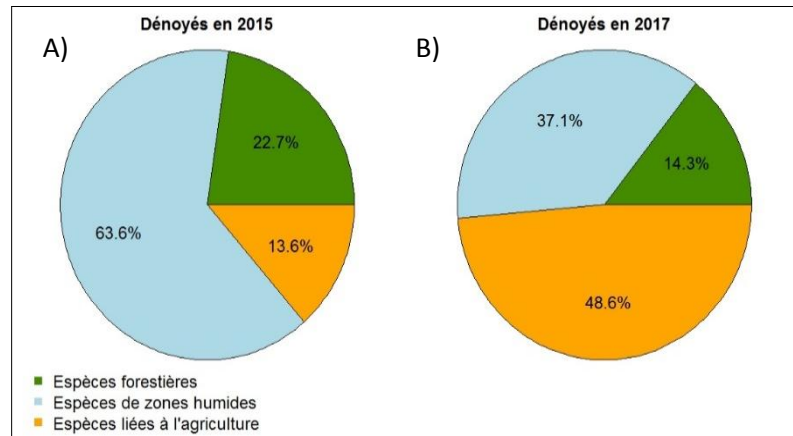 Dénoyés en 2015
A)
22.7%
63.6%
13.6%
Espèces forestières
Espèces de zones humides
Espèces liées à l'agriculture
Dénoyés en 2017
B)
37.1%
14.3%
48.6%